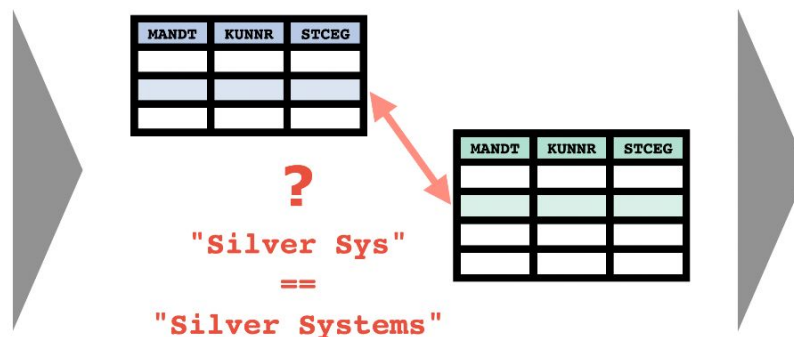 MANDT KUNNR STCEG
MANDT KUNNR STCEG
?
"Silver Sys"
==
"Silver Systems"